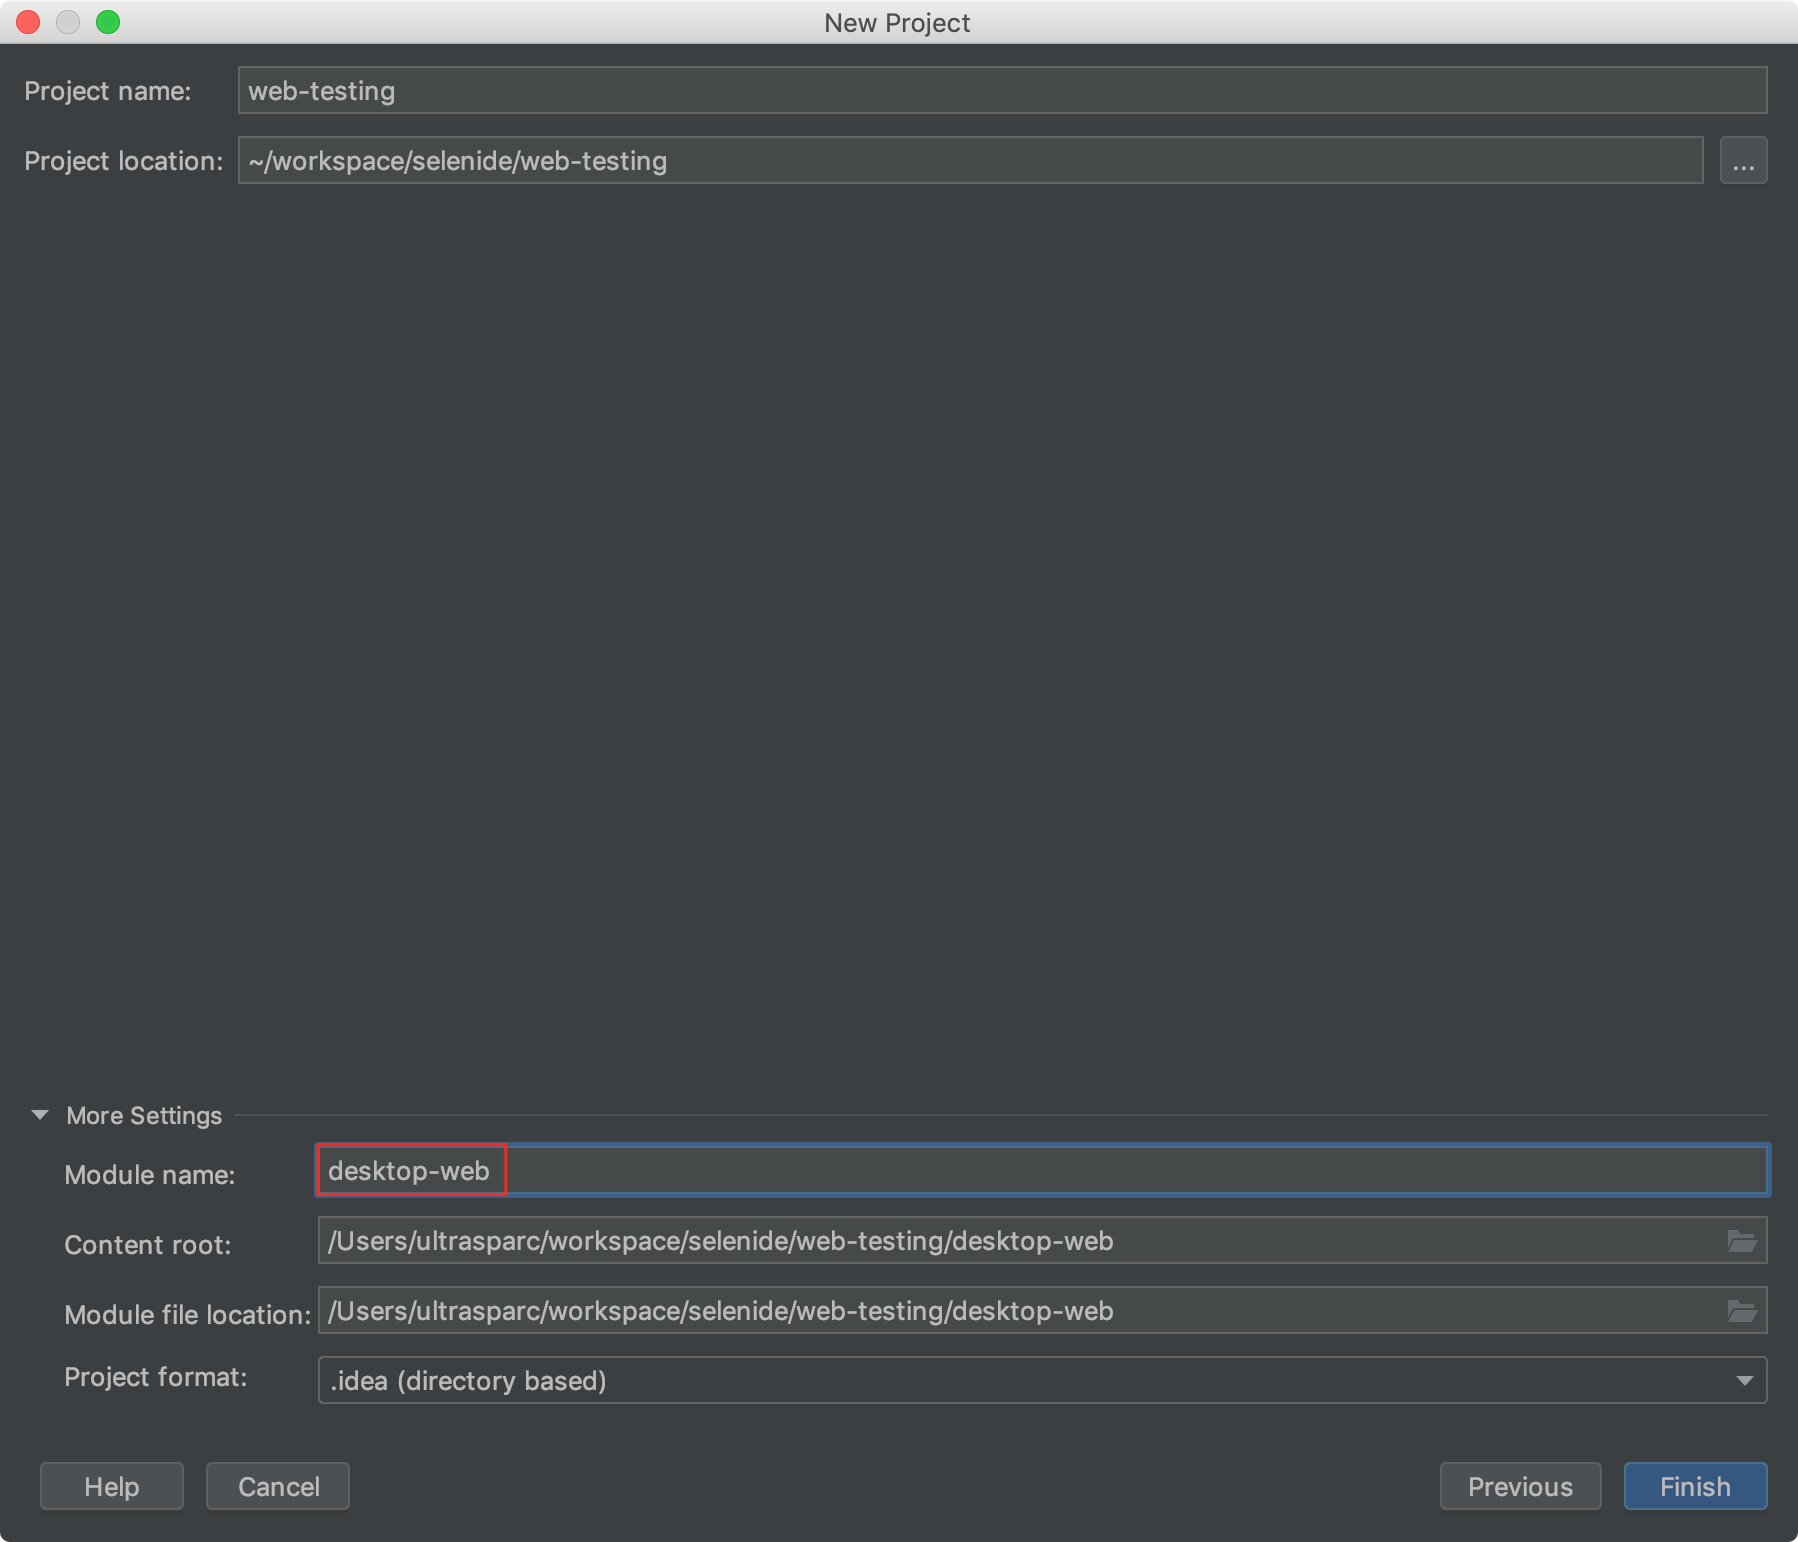 New Project
Project name: web-testing
Project location: ~/workspace/selenide/web-testing ...
More Settings
Module name: desktop-web
Content root: /Users/ultrasparc/workspace/selenide/web-testing/desktop-web
Module file location: /Users/ultrasparc/workspace/selenide/web-testing/desktop-web
Project format: .idea (directory based)
Help Cancel Previous Finish